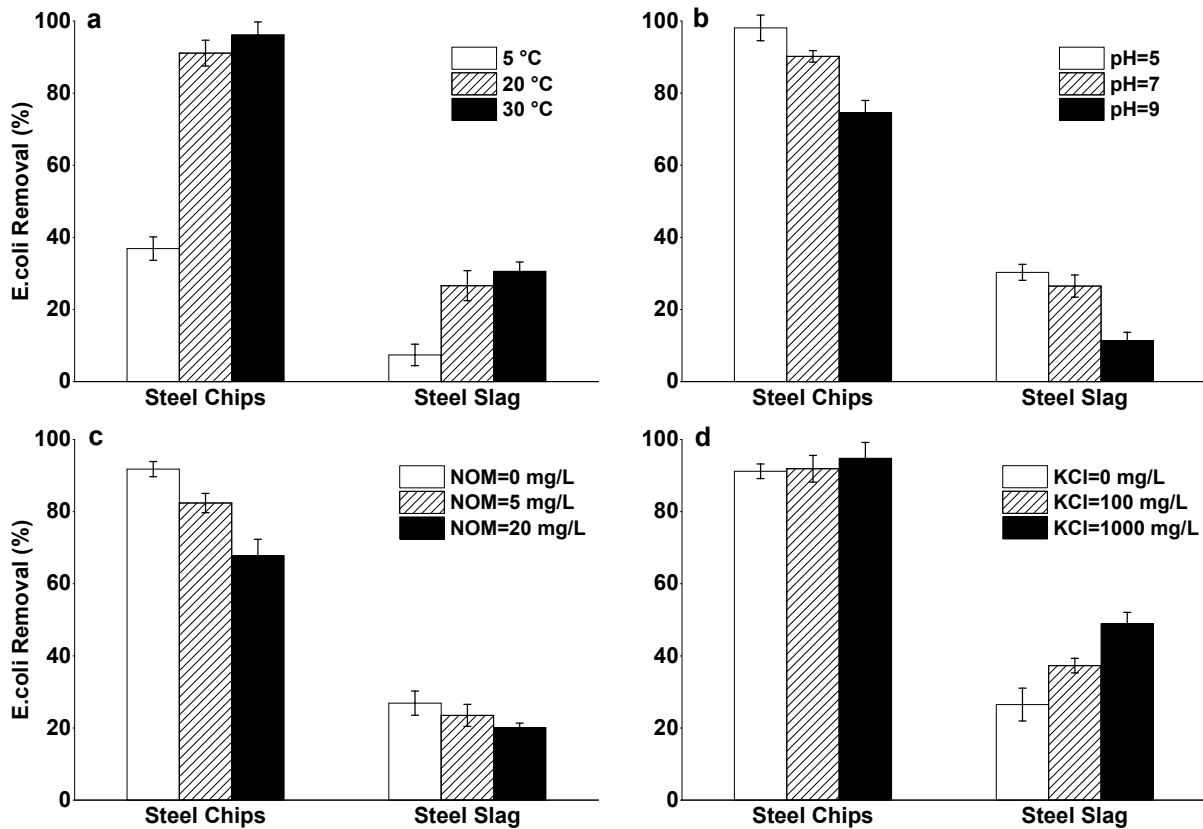 a
5 °C
20 °C
30 °C
E.coli Removal (%)
100
80
60
40
20
0
Steel Chips
Steel Slag
b
pH=5
pH=7
pH=9
100
80
60
40
20
0
Steel Chips
Steel Slag
c
NOM=0 mg/L
NOM=5 mg/L
NOM=20 mg/L
E.coli Removal (%)
100
80
60
40
20
0
Steel Chips
Steel Slag
d
KCl=0 mg/L
KCl=100 mg/L
KCl=1000 mg/L
100
80
60
40
20
0
Steel Chips
Steel Slag